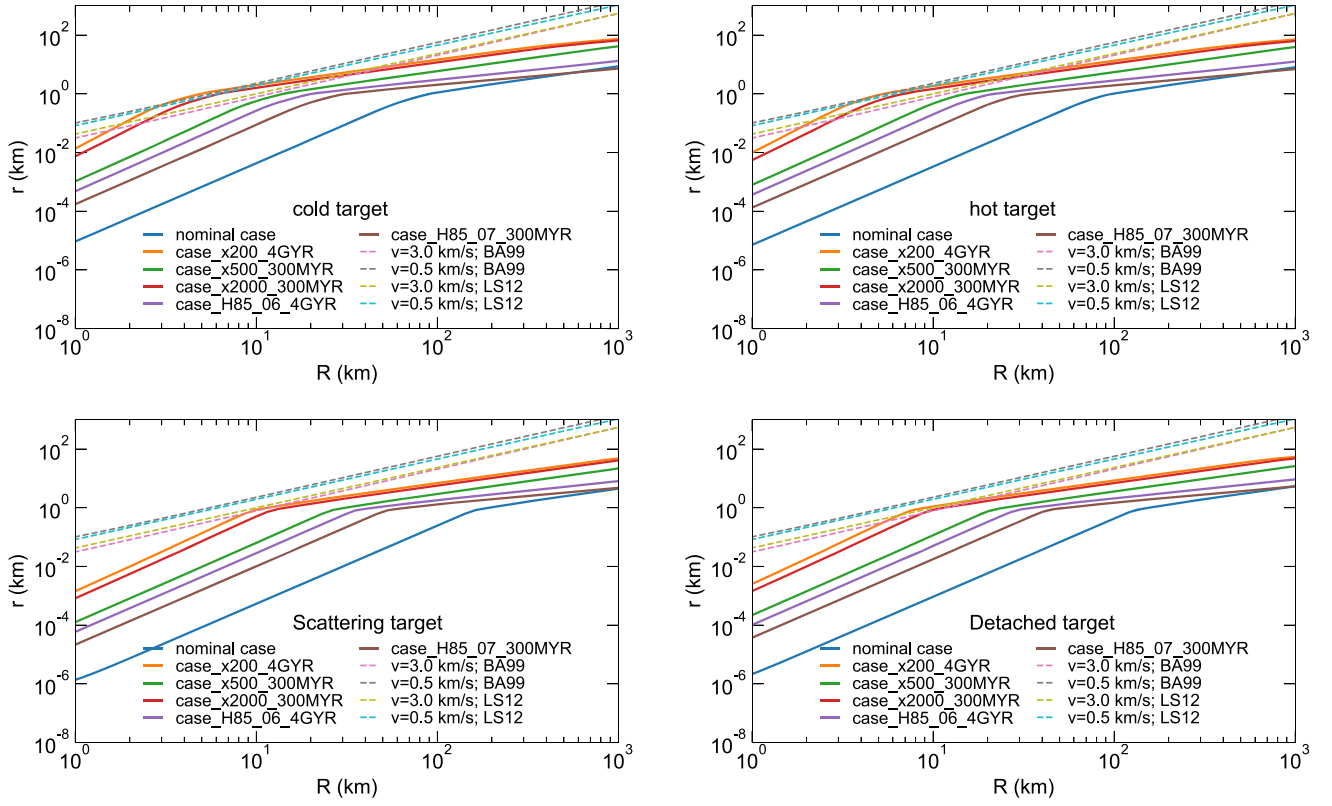 10^2
10^0
10^-2
10^-4
10^-6
10^-8
r (km)
cold target
nominal case
case_x200_4GYR
case_x500_300MYR
case_x2000_300MYR
case_H85_06_4GYR
case_H85_07_300MYR
v=3.0 km/s; BA99
v=0.5 km/s; BA99
v=3.0 km/s; LS12
v=0.5 km/s; LS12
10^0
10^1
10^2
10^3
R (km)
10^2
10^0
10^-2
10^-4
10^-6
10^-8
r (km)
hot target
nominal case
case_x200_4GYR
case_x500_300MYR
case_x2000_300MYR
case_H85_06_4GYR
case_H85_07_300MYR
v=3.0 km/s; BA99
v=0.5 km/s; BA99
v=3.0 km/s; LS12
v=0.5 km/s; LS12
10^0
10^1
10^2
10^3
R (km)
10^2
10^0
10^-2
10^-4
10^-6
10^-8
r (km)
Scattering target
nominal case
case_x200_4GYR
case_x500_300MYR
case_x2000_300MYR
case_H85_06_4GYR
case_H85_07_300MYR
v=3.0 km/s; BA99
v=0.5 km/s; BA99
v=3.0 km/s; LS12
v=0.5 km/s; LS12
10^0
10^1
10^2
10^3
R (km)
10^2
10^0
10^-2
10^-4
10^-6
10^-8
r (km)
Detached target
nominal case
case_x200_4GYR
case_x500_300MYR
case_x2000_300MYR
case_H85_06_4GYR
case_H85_07_300MYR
v=3.0 km/s; BA99
v=0.5 km/s; BA99
v=3.0 km/s; LS12
v=0.5 km/s; LS12
10^0
10^1
10^2
10^3
R (km)